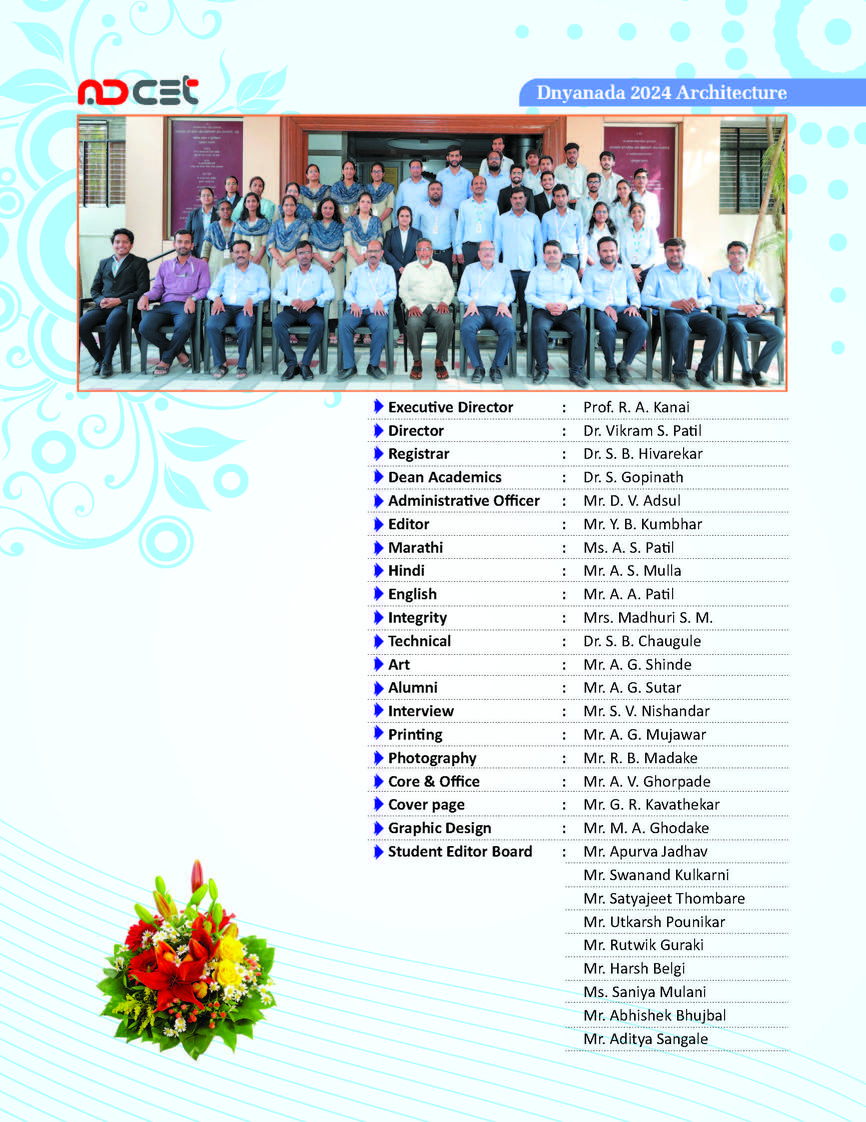 ADCET
Dnyanada 2024 Architecture
Executive Director : Prof. R. A. Kanai
Director : Dr. Vikram S. Patil
Registrar : Dr. S. B. Hivarekar
Dean Academics : Dr. S. Gopinath
Administrative Officer : Mr. D. V. Adsul
Editor : Mr. Y. B. Kumbhar
Marathi : Ms. A. S. Patil
Hindi : Mr. A. S. Mulla
English : Mr. A. A. Patil
Integrity : Mrs. Madhuri S. M.
Technical : Dr. S. B. Chaugule
Art : Mr. A. G. Shinde
Alumni : Mr. A. G. Sutar
Interview : Mr. S. V. Nishandar
Printing : Mr. A. G. Mujawar
Photography : Mr. R. B. Madake
Core & Office : Mr. A. V. Ghorpade
Cover page : Mr. G. R. Kavathekar
Graphic Design : Mr. M. A. Ghodake
Student Editor Board : Mr. Apurva Jadhav
Mr. Swanand Kulkarni
Mr. Satyajeet Thombare
Mr. Utkarsh Pounikar
Mr. Rutwik Guraki
Mr. Harsh Belgi
Ms. Saniya Mulani
Mr. Abhishek Bhujbal
Mr. Aditya Sangale